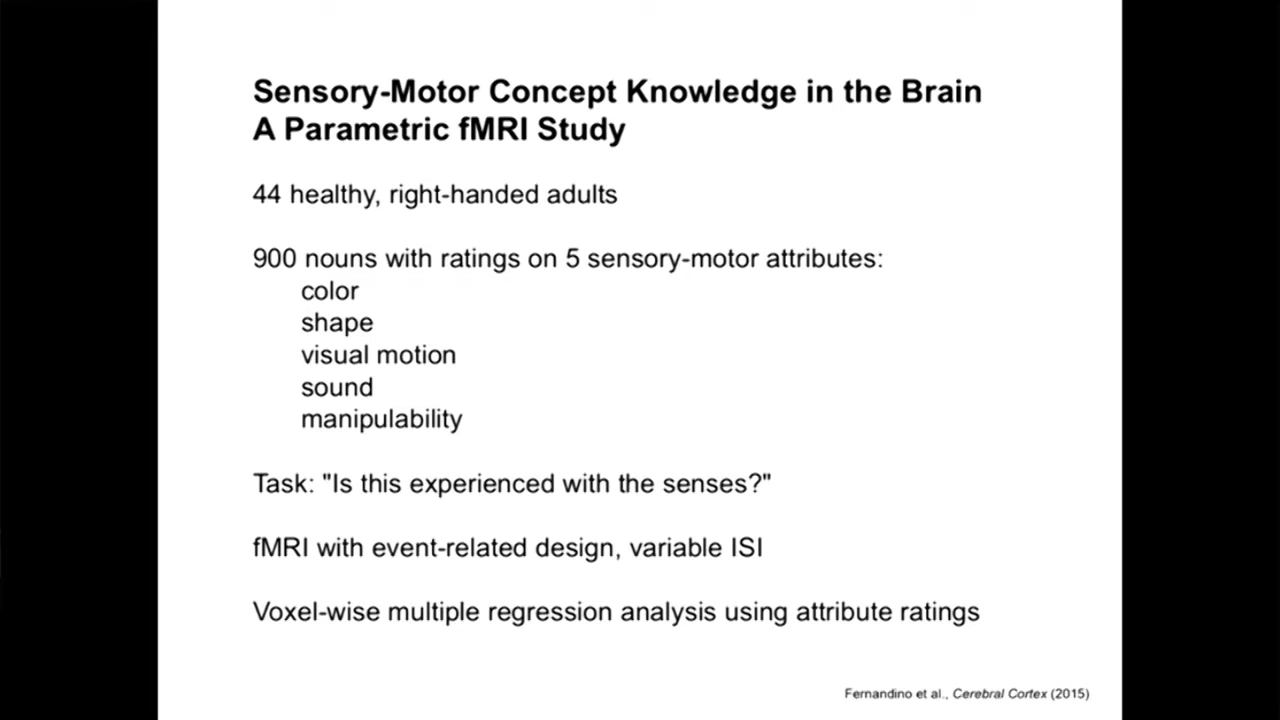 Sensory-Motor Concept Knowledge in the Brain
A Parametric fMRI Study
44 healthy, right-handed adults
900 nouns with ratings on 5 sensory-motor attributes:
color
shape
visual motion
sound
manipulability
Task: "Is this experienced with the senses?"
fMRI with event-related design, variable ISI
Voxel-wise multiple regression analysis using attribute ratings
Fernandino et al., Cerebral Cortex (2015)